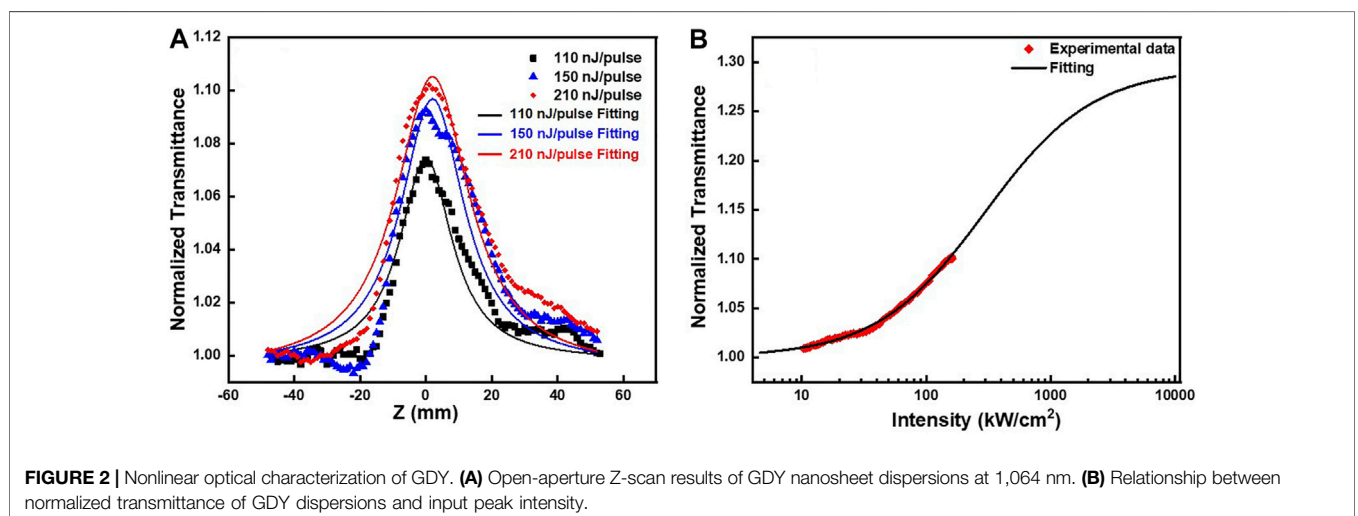 A
1.12
1.10
1.08
1.06
1.04
1.02
1.00
Normalized Transmittance
110 nJ/pulse
150 nJ/pulse
210 nJ/pulse
110 nJ/pulse Fitting
150 nJ/pulse Fitting
210 nJ/pulse Fitting
-60 -40 -20 0 20 40 60
Z (mm)
B
1.30
1.25
1.20
1.15
1.10
1.05
1.00
Normalized Transmittance
Experimental data
Fitting
10 100 1000 10000
Intensity (kW/cm²)
FIGURE 2 | Nonlinear optical characterization of GDY. (A) Open-aperture Z-scan results of GDY nanosheet dispersions at 1,064 nm. (B) Relationship between
normalized transmittance of GDY dispersions and input peak intensity.